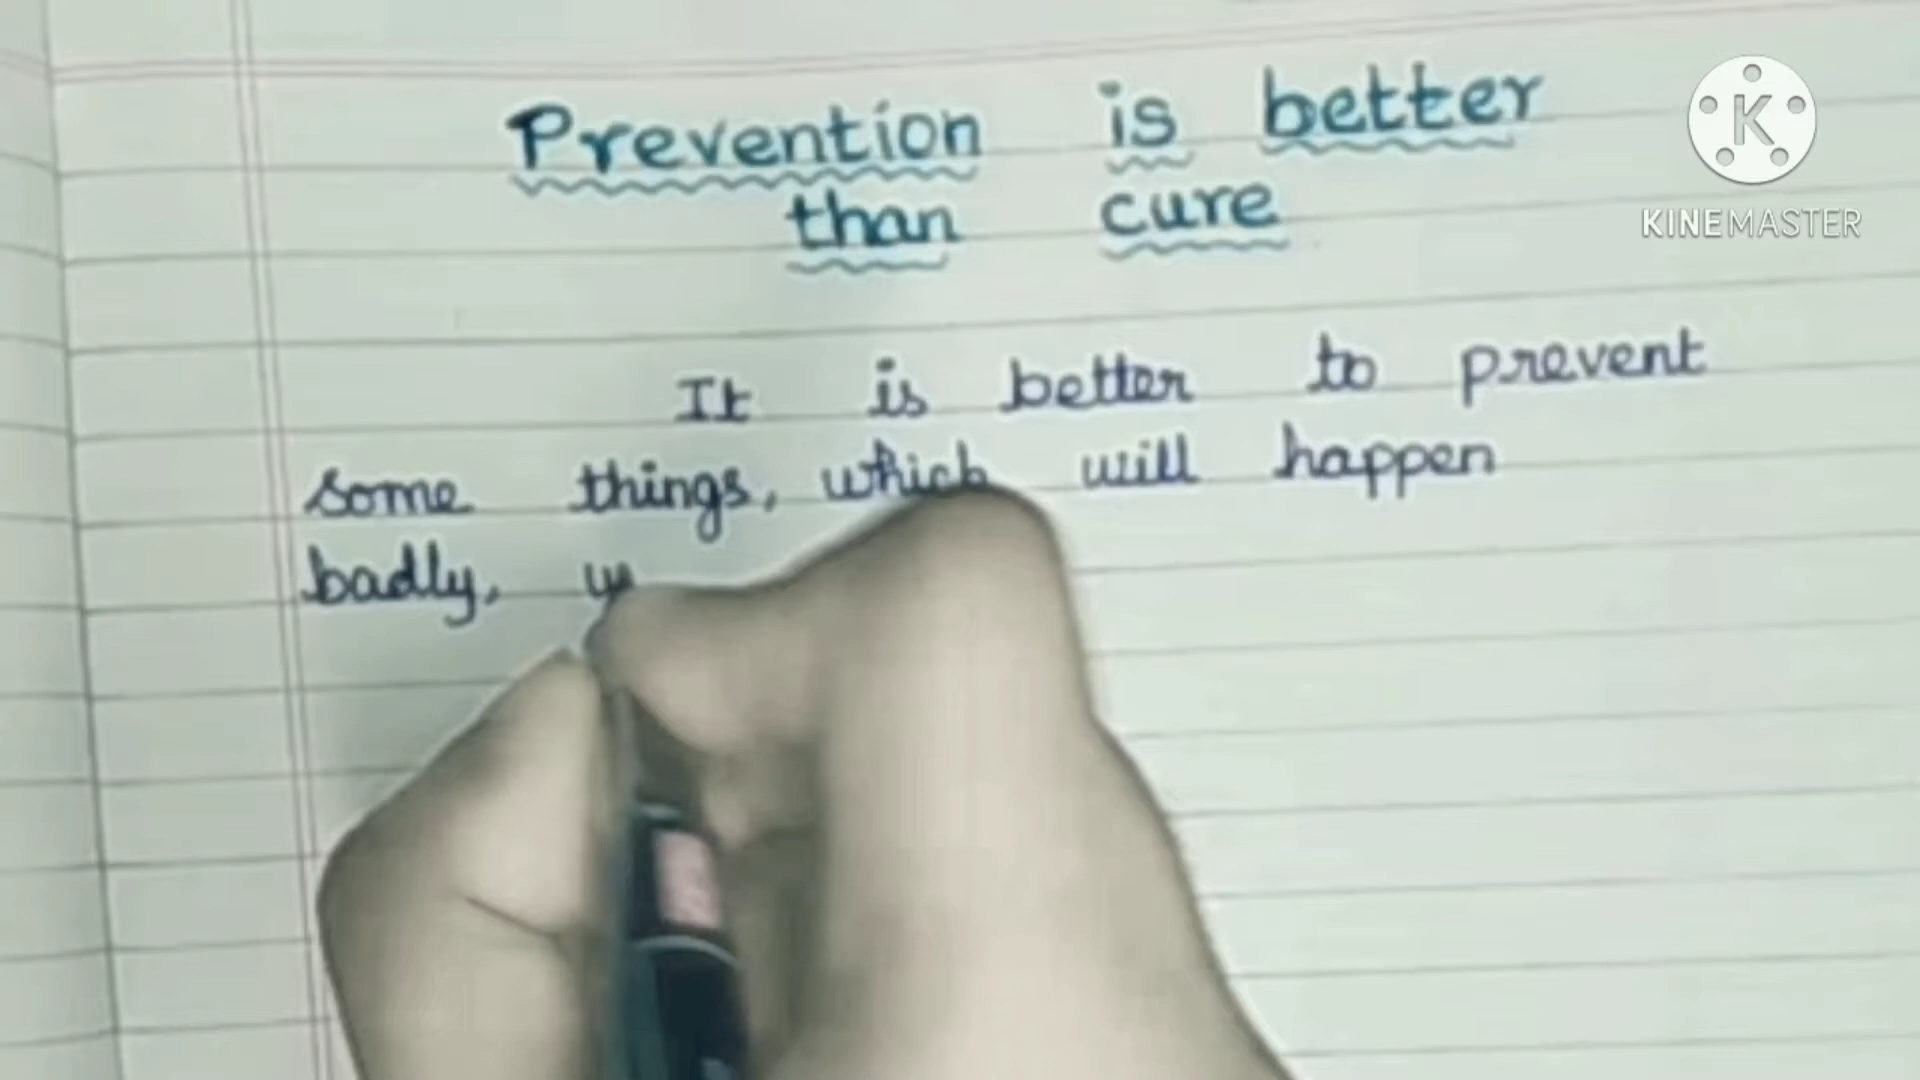 Prevention is better
than cure
K
KINEMASTER
It is better to prevent
some things, which will happen
badly,